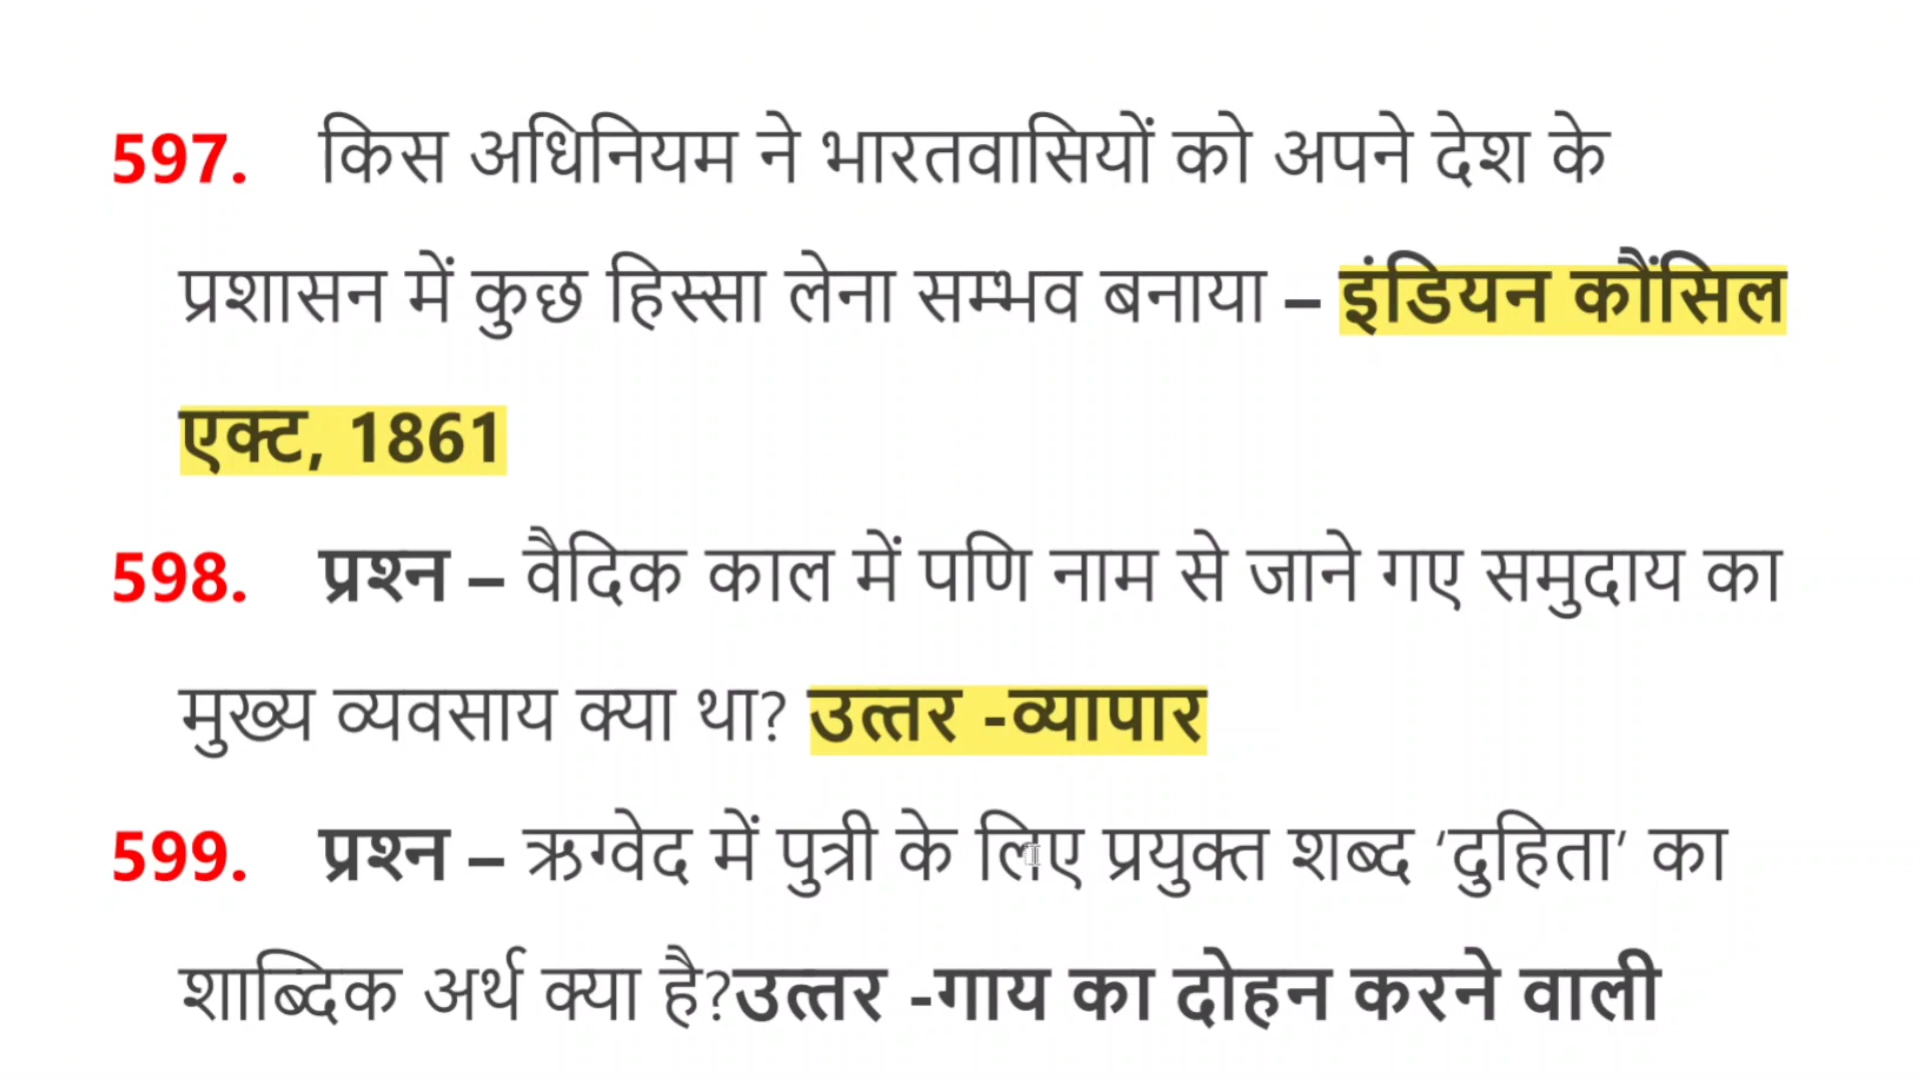 597. किस अधिनियम ने भारतवासियों को अपने देश के
प्रशासन में कुछ हिस्सा लेना सम्भव बनाया – इंडियन कौंसिल
एक्ट, 1861
598. प्रश्न – वैदिक काल में पणि नाम से जाने गए समुदाय का
मुख्य व्यवसाय क्या था? उत्तर -व्यापार
599. प्रश्न – ऋग्वेद में पुत्री के लिए प्रयुक्त शब्द ‘दुहिता’ का
शाब्दिक अर्थ क्या है?उत्तर -गाय का दोहन करने वाली